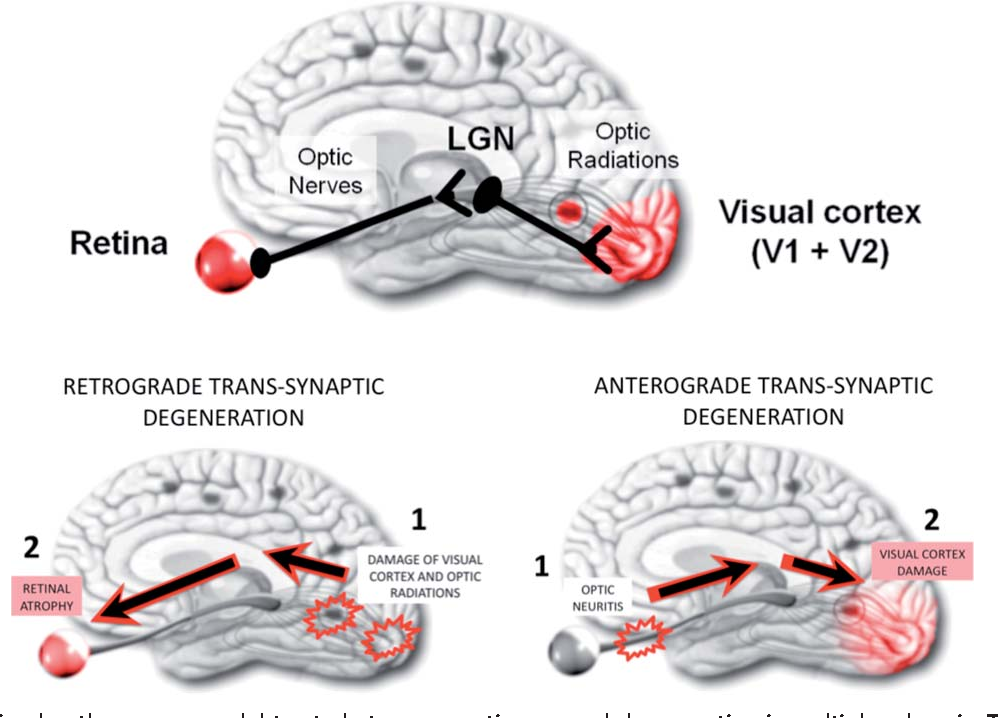 LGN
Optic
Nerves
Optic
Radiations
Retina
Visual cortex
(V1 + V2)
RETROGRADE TRANS-SYNAPTIC
DEGENERATION
2
1
RETINAL
ATROPHY
DAMAGE OF VISUAL
CORTEX AND OPTIC
RADIATIONS
ANTEROGRADE TRANS-SYNAPTIC
DEGENERATION
1
2
OPTIC
NEURITIS
VISUAL CORTEX
DAMAGE